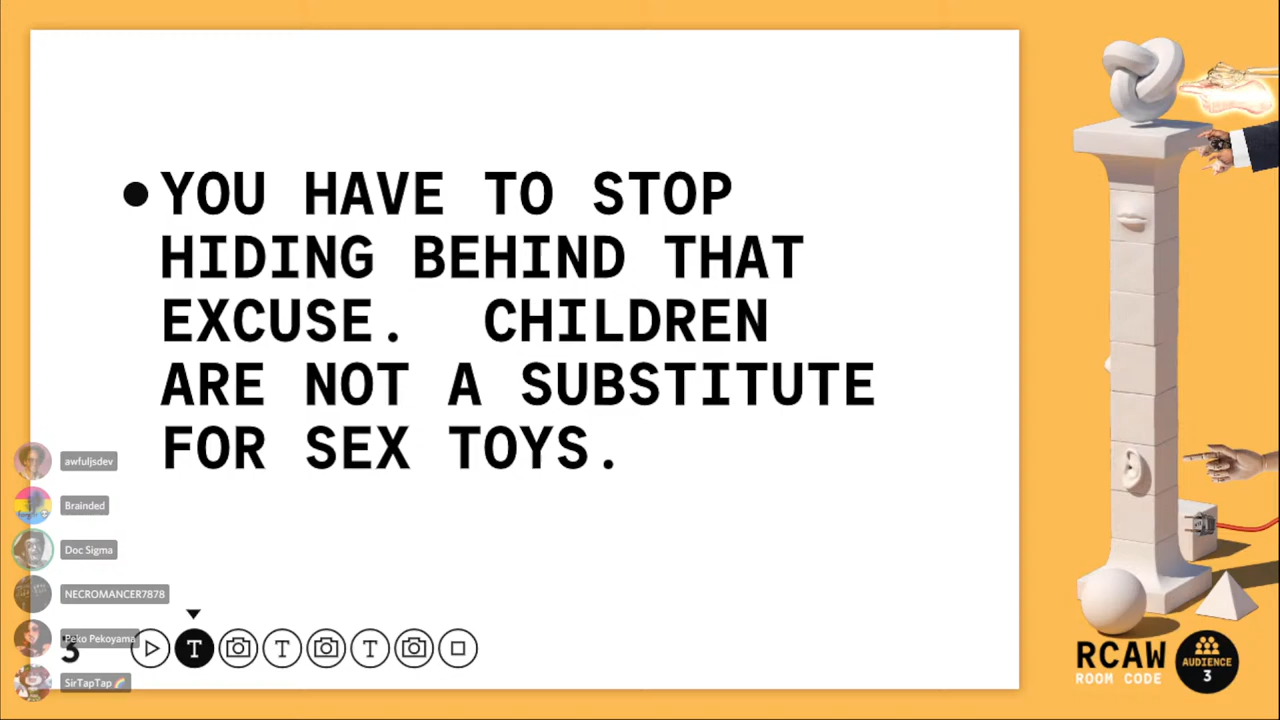 YOU HAVE TO STOP
HIDING BEHIND THAT
EXCUSE. CHILDREN
ARE NOT A SUBSTITUTE
FOR SEX TOYS.
awfuljsdev
Brainded
Doc Sigma
NECROMANCER7878
Peko Pekoyama
SirTapTap
3
T
T
T
RCAW
ROOM CODE
AUDIENCE
3